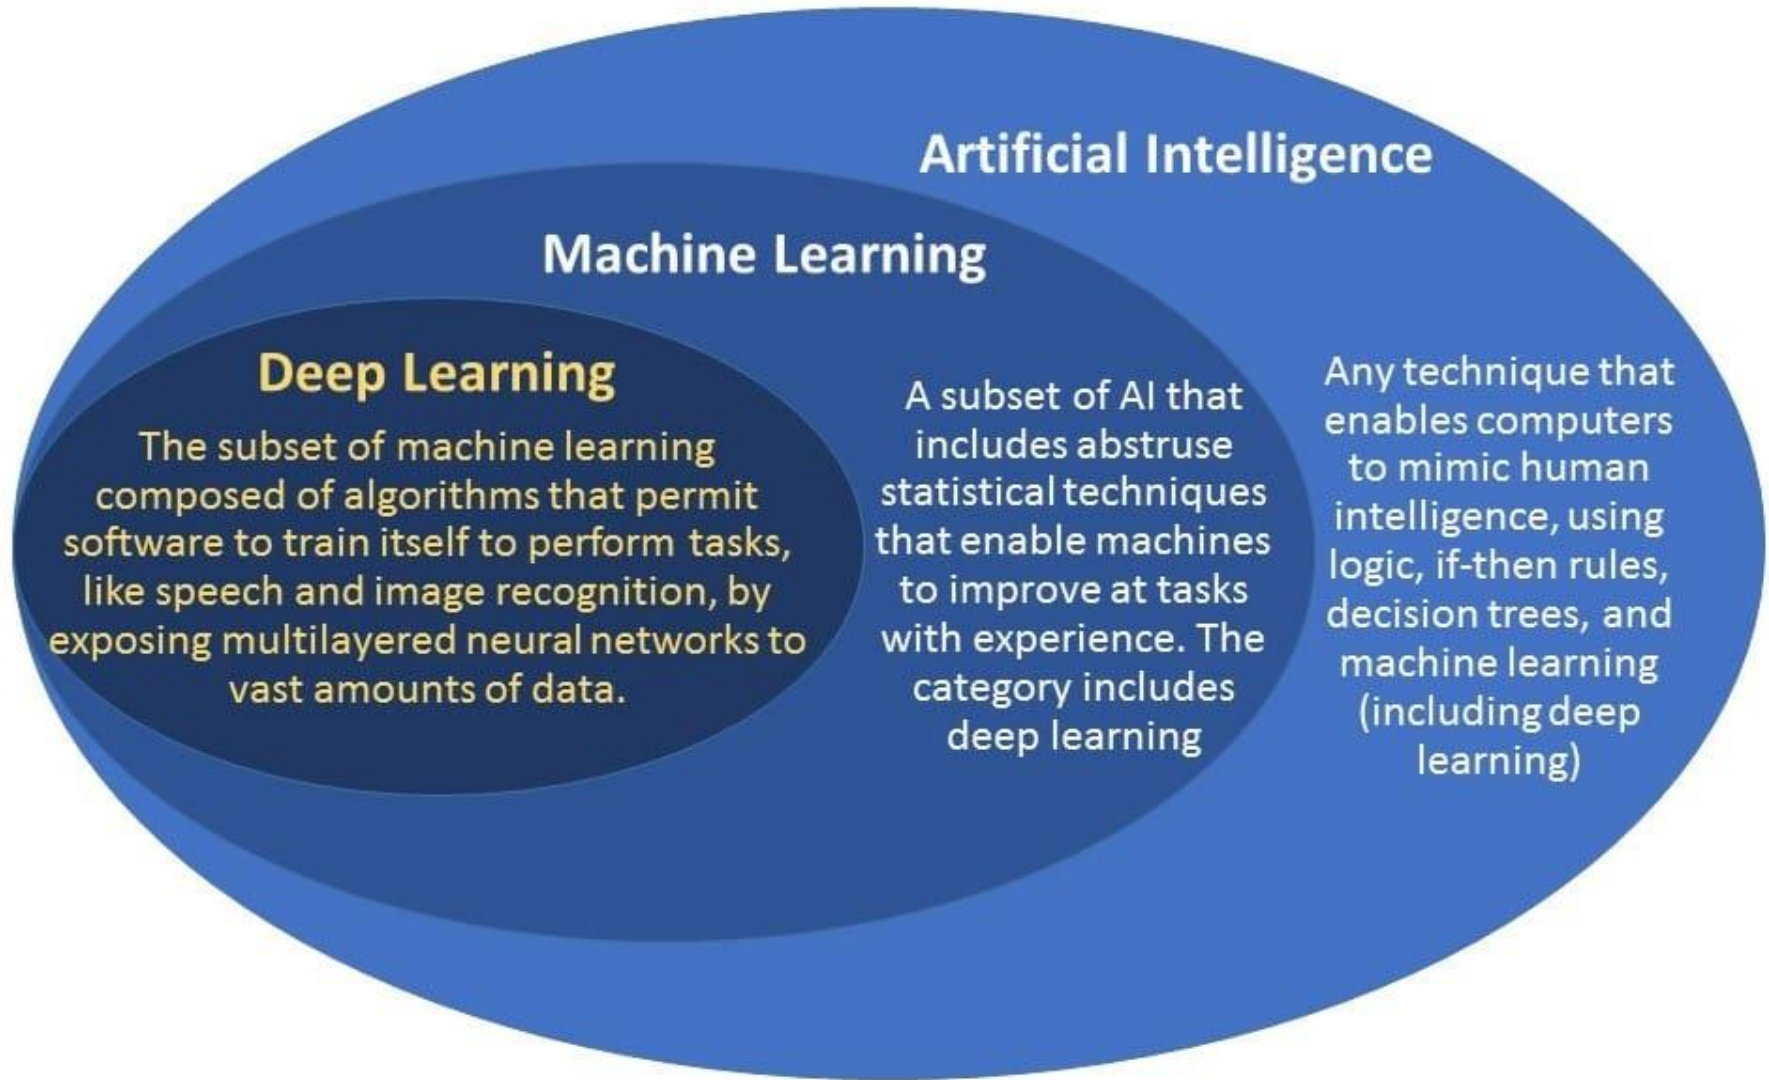 Artificial Intelligence
Machine Learning
Deep Learning
The subset of machine learning
composed of algorithms that permit
software to train itself to perform tasks,
like speech and image recognition, by
exposing multilayered neural networks to
vast amounts of data.
A subset of AI that
includes abstruse
statistical techniques
that enable machines
to improve at tasks
with experience. The
category includes
deep learning
Any technique that
enables computers
to mimic human
intelligence, using
logic, if-then rules,
decision trees, and
machine learning
(including deep
learning)